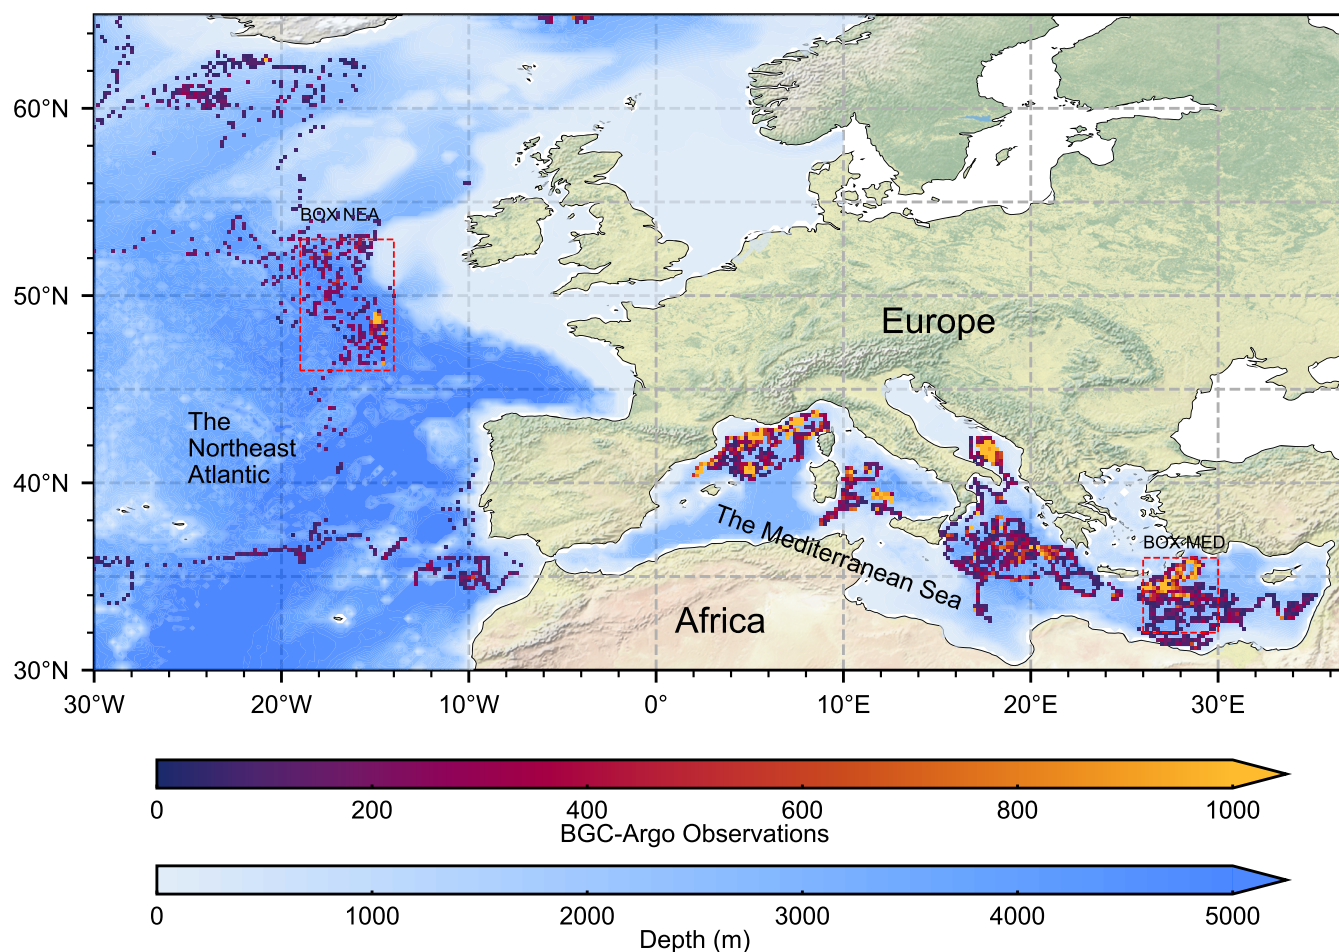 60°N
BOX NEA
50°N
Europe
The
Northeast
Atlantic
40°N
The Mediterranean Sea
BOX MED
Africa
30°N
30°W 20°W 10°W 0° 10°E 20°E 30°E
0 200 400 600 800 1000
BGC-Argo Observations
0 1000 2000 3000 4000 5000
Depth (m)